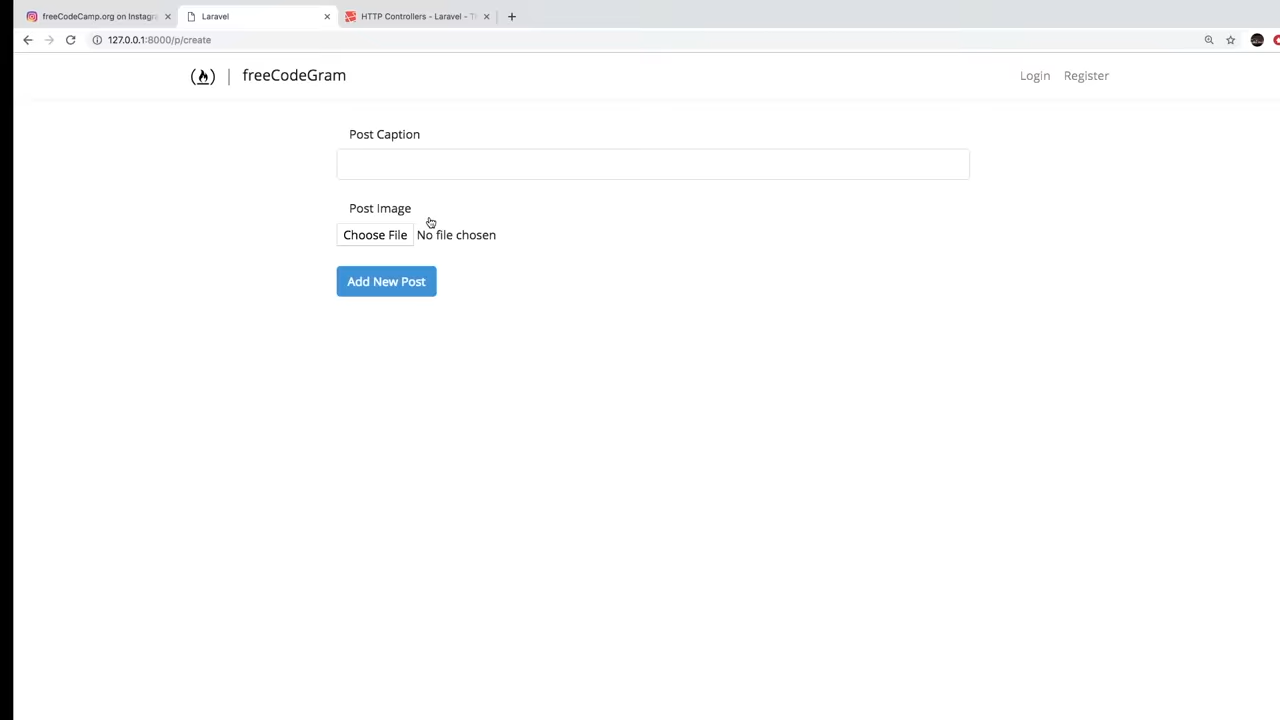 freeCodeCamp.org on Instagr
Laravel
HTTP Controllers - Laravel - T
127.0.0.1:8000/p/create
| freeCodeGram
Login Register
Post Caption
Post Image
Choose File No file chosen
Add New Post